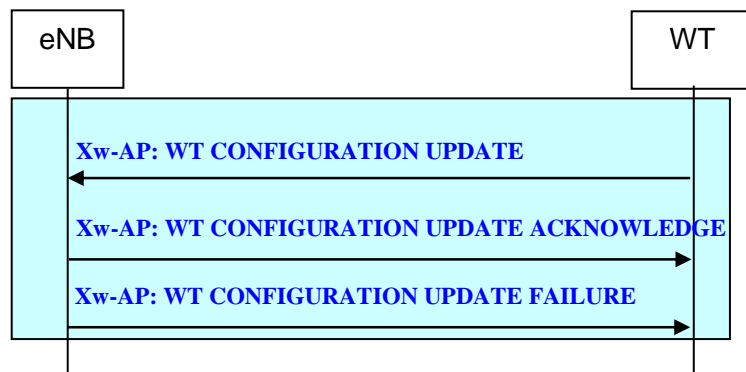 eNB
WT
Xw-AP: WT CONFIGURATION UPDATE
Xw-AP: WT CONFIGURATION UPDATE ACKNOWLEDGE
Xw-AP: WT CONFIGURATION UPDATE FAILURE